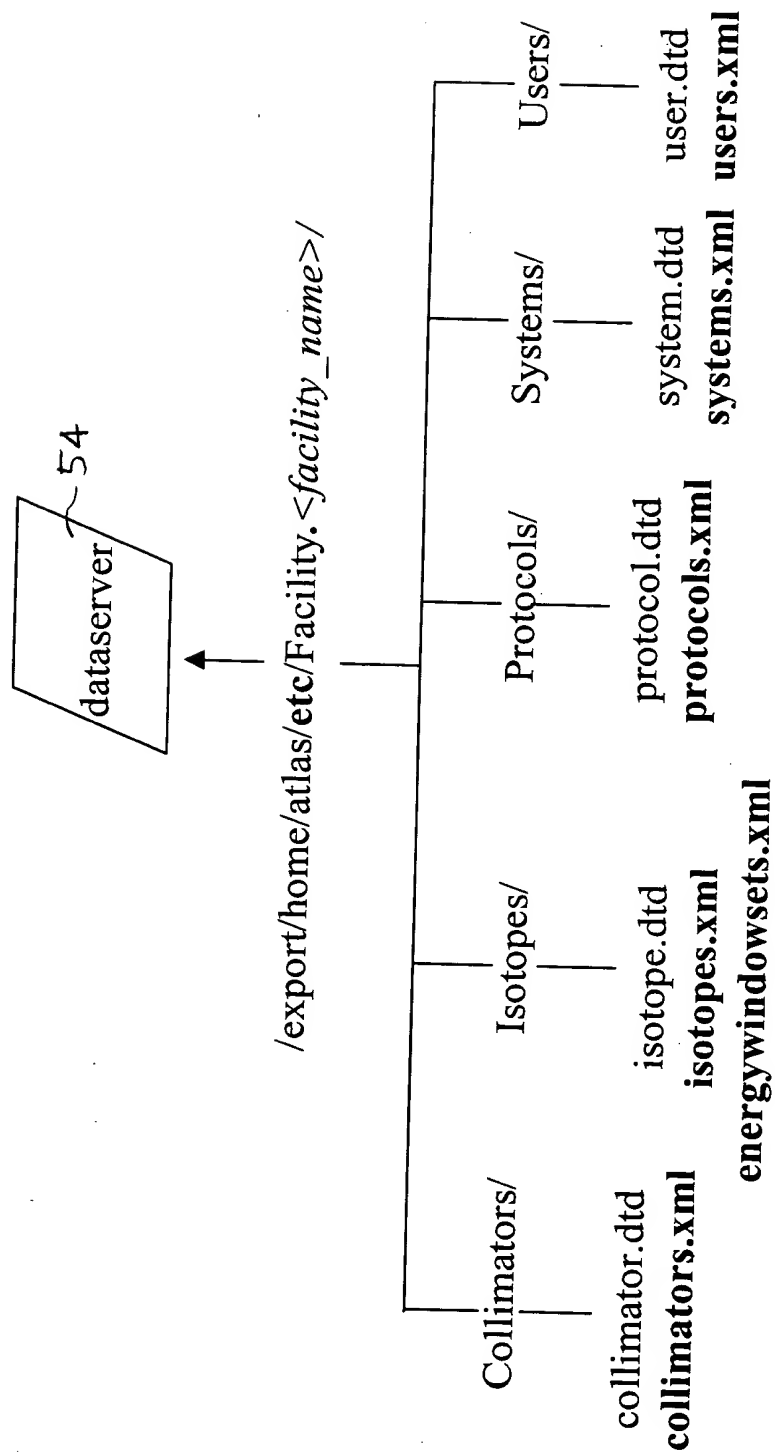 54
dataserver
/export/home/atlas/etc/Facility.<facility_name>/
Collimators/
collimator.dtd
collimators.xml
Isotopes/
isotope.dtd
isotopes.xml
energywindowsets.xml
Protocols/
protocol.dtd
protocols.xml
Systems/
system.dtd
systems.xml
Users/
user.dtd
users.xml